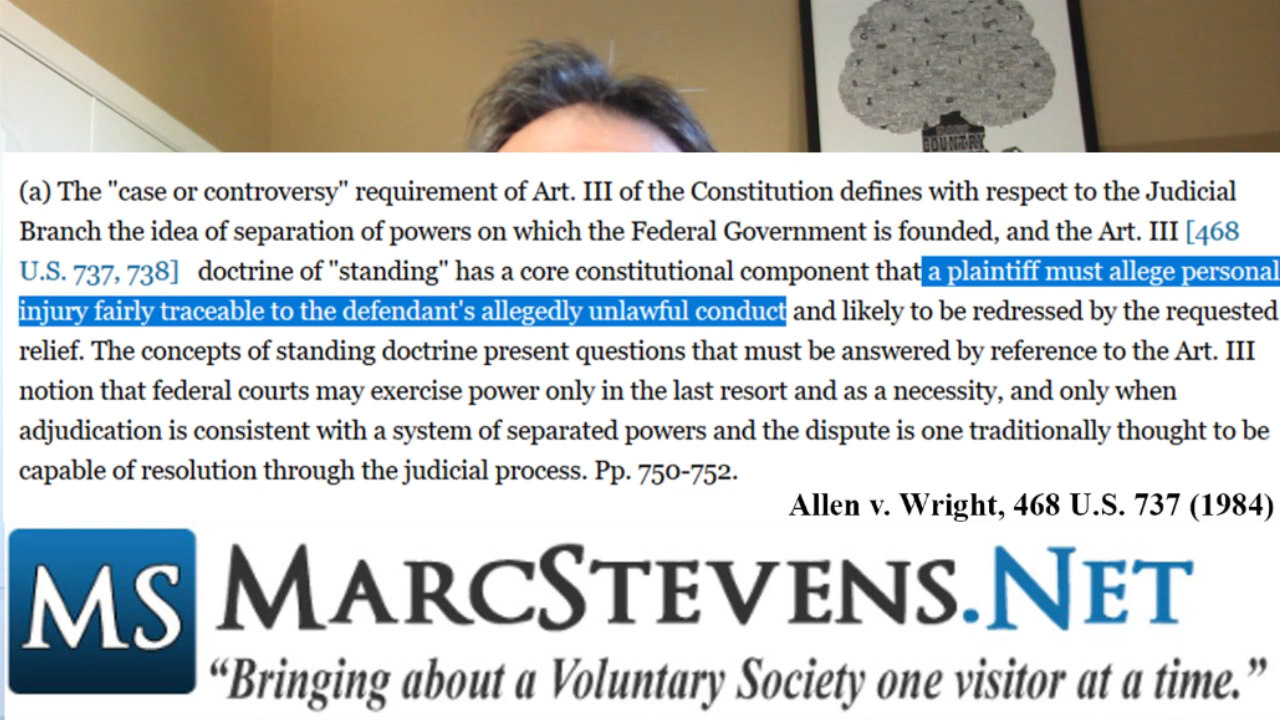 COUNTRY
(a) The "case or controversy" requirement of Art. III of the Constitution defines with respect to the Judicial
Branch the idea of separation of powers on which the Federal Government is founded, and the Art. III [468
U.S. 737, 738] doctrine of "standing" has a core constitutional component that a plaintiff must allege personal
injury fairly traceable to the defendant's allegedly unlawful conduct and likely to be redressed by the requested
relief. The concepts of standing doctrine present questions that must be answered by reference to the Art. III
notion that federal courts may exercise power only in the last resort and as a necessity, and only when
adjudication is consistent with a system of separated powers and the dispute is one traditionally thought to be
capable of resolution through the judicial process. Pp. 750-752.
Allen v. Wright, 468 U.S. 737 (1984)
MS MARCSTEVENS.NET
“Bringing about a Voluntary Society one visitor at a time.”